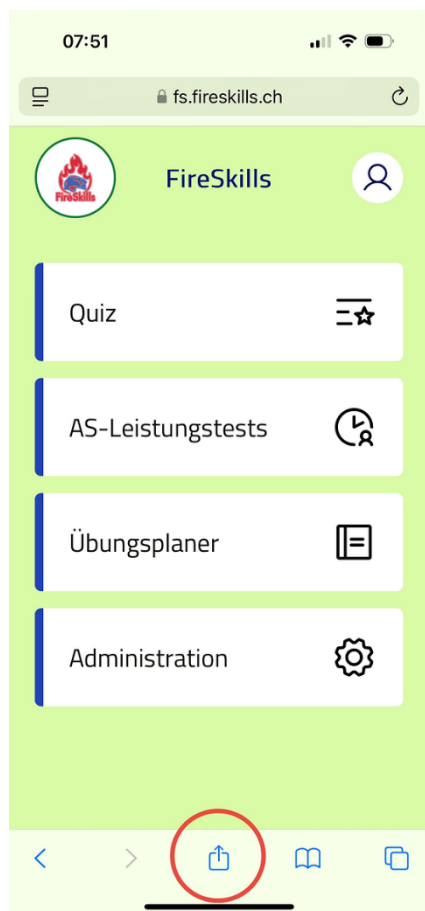 07:51
fs.fireskills.ch
FireSkills
FireSkills
Quiz
AS-Leistungstests
Übungsplaner
Administration